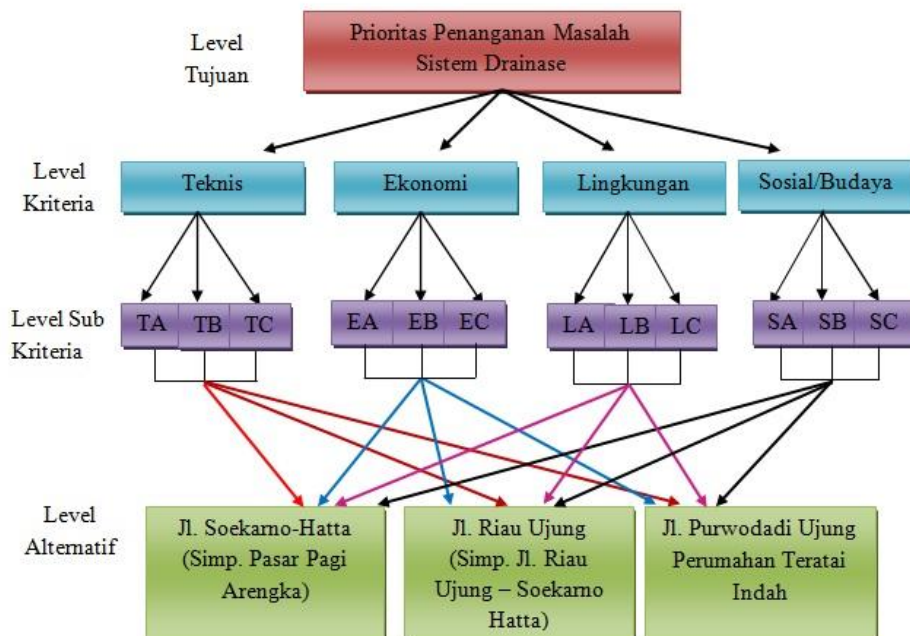 Level
Tujuan
Prioritas Penanganan Masalah
Sistem Drainase
Level
Kriteria
Teknis
Ekonomi
Lingkungan
Sosial/Budaya
Level Sub
Kriteria
TA TB TC
EA EB EC
LA LB LC
SA SB SC
Level
Alternatif
Jl. Soekarno-Hatta
(Simp. Pasar Pagi
Arengka)
Jl. Riau Ujung
(Simp. Jl. Riau
Ujung – Soekarno
Hatta)
Jl. Purwodadi Ujung
Perumahan Teratai
Indah